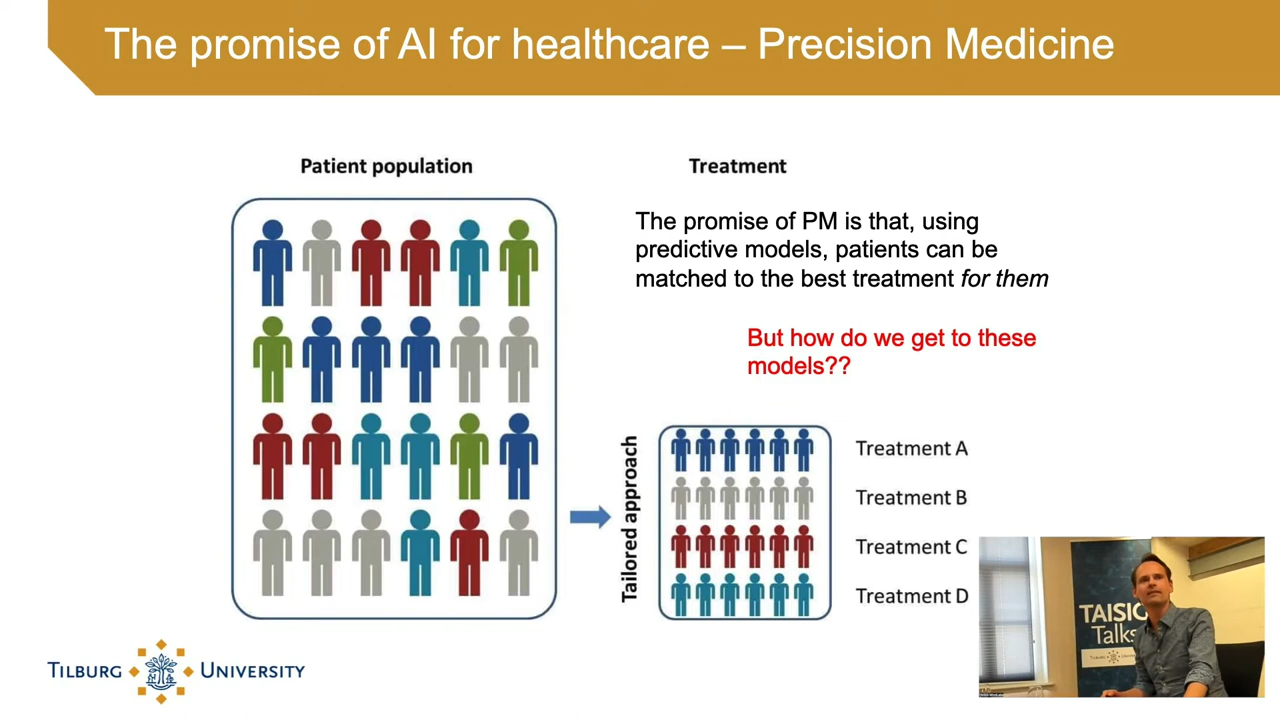 The promise of AI for healthcare – Precision Medicine
Patient population
Treatment
The promise of PM is that, using
predictive models, patients can be
matched to the best treatment for them
But how do we get to these
models??
Tailored approach
Treatment A
Treatment B
Treatment C
Treatment D
TAISIG
Talks
TILBURG UNIVERSITY